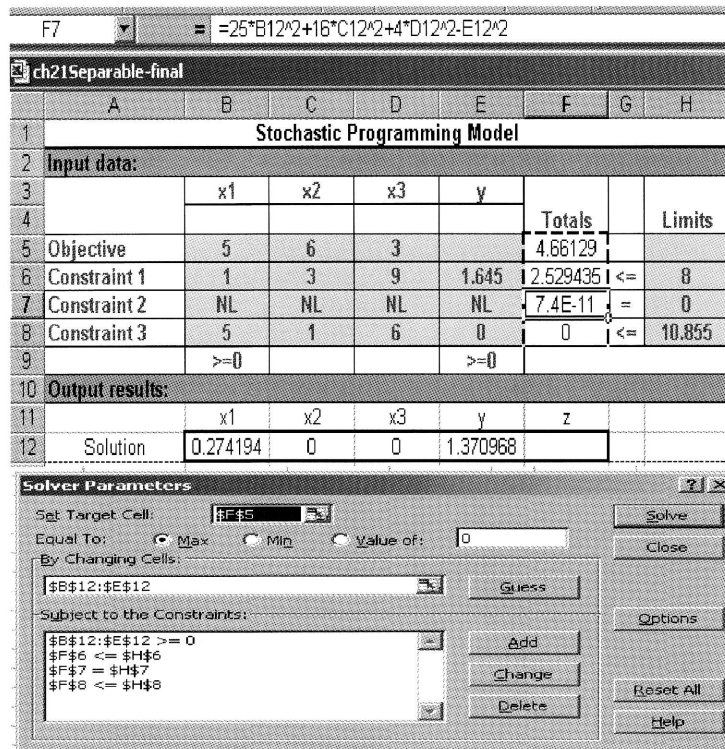 F7 = =25*B12^2+16*C12^2+4*D12^2-E12^2
ch21Separable-final
A B C D E F G H
1 Stochastic Programming Model
2 Input data:
3 x1 x2 x3 y
4 Totals Limits
5 Objective 5 6 3 4.66129
6 Constraint 1 1 3 9 1.645 2.529435 <= 8
7 Constraint 2 NL NL NL NL 7.4E-11 = 0
8 Constraint 3 5 1 6 0 0 <= 10.855
9 >=0 >=0
10 Output results:
11 x1 x2 x3 y z
12 Solution 0.274194 0 0 1.370968
Solver Parameters
Set Target Cell: $F$5 Solve
Equal To: Max Min Value of: 0 Close
By Changing Cells:
$B$12:$E$12 Guess
Subject to the Constraints: Options
$B$12:$E$12 >= 0 Add
$F$6 <= $H$6
$F$7 = $H$7 Change
$F$8 <= $H$8 Reset All
Delete
Help